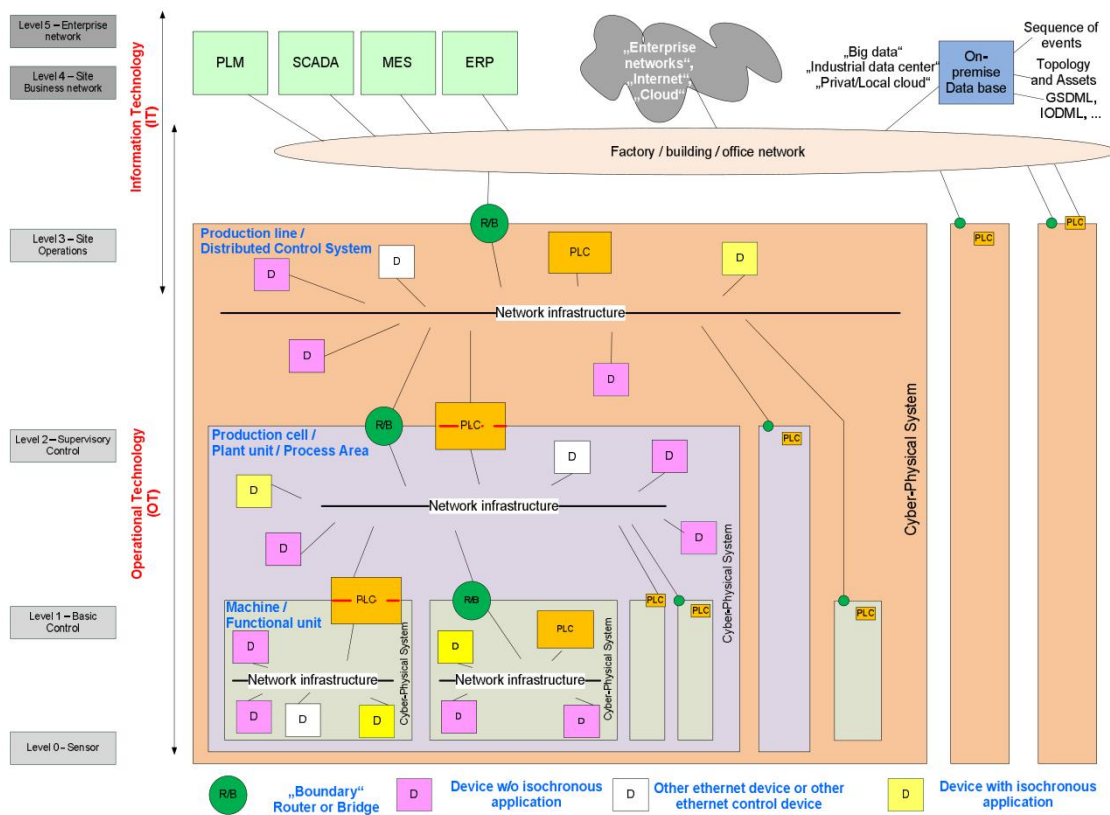 Level 5 – Enterprise
network
Level 4 – Site
Business network
Level 3 – Site
Operations
Level 2 – Supervisory
Control
Level 1 – Basic
Control
Level 0 – Sensor
Information Technology
(IT)
Operational Technology
(OT)
PLM
SCADA
MES
ERP
„Enterprise
networks“,
„Internet“,
„Cloud“
„Big data“
„Industrial data center“
„Privat/Local cloud“
On-
premise
Data base
Sequence of
events
Topology
and Assets
GSDML,
IODML, ...
Factory / building / office network
R/B
Production line /
Distributed Control System
D
D
PLC
D
Network infrastructure
D
D
Cyber-Physical System
PLC
PLC
R/B
PLC
PLC
Production cell /
Plant unit / Process Area
D
D
D
Network infrastructure
D
D
Cyber-Physical System
PLC
Machine /
Functional unit
D
Network infrastructure
D
D
D
Cyber-Physical System
R/B
PLC
D
Network infrastructure
D
D
Cyber-Physical System
PLC
PLC
PLC
R/B
„Boundary“
Router or Bridge
D
Device w/o isochronous
application
D
Other ethernet device or other
ethernet control device
D
Device with isochronous
application